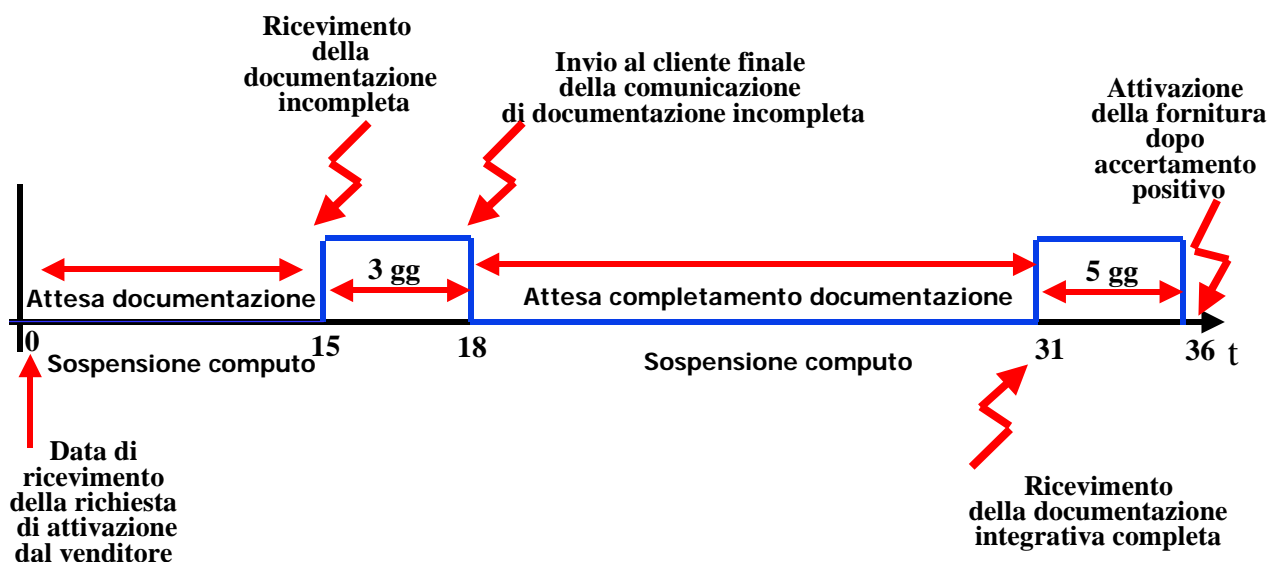 Ricevimento
della
documentazione
incompleta
Invio al cliente finale
della comunicazione
di documentazione incompleta
Attivazione
della fornitura
dopo
accertamento
positivo
3 gg
5 gg
Attesa documentazione
Attesa completamento documentazione
0
15
18
31
36
t
Sospensione computo
Sospensione computo
Data di
ricevimento
della richiesta
di attivazione
dal venditore
Ricevimento
della documentazione
integrativa completa